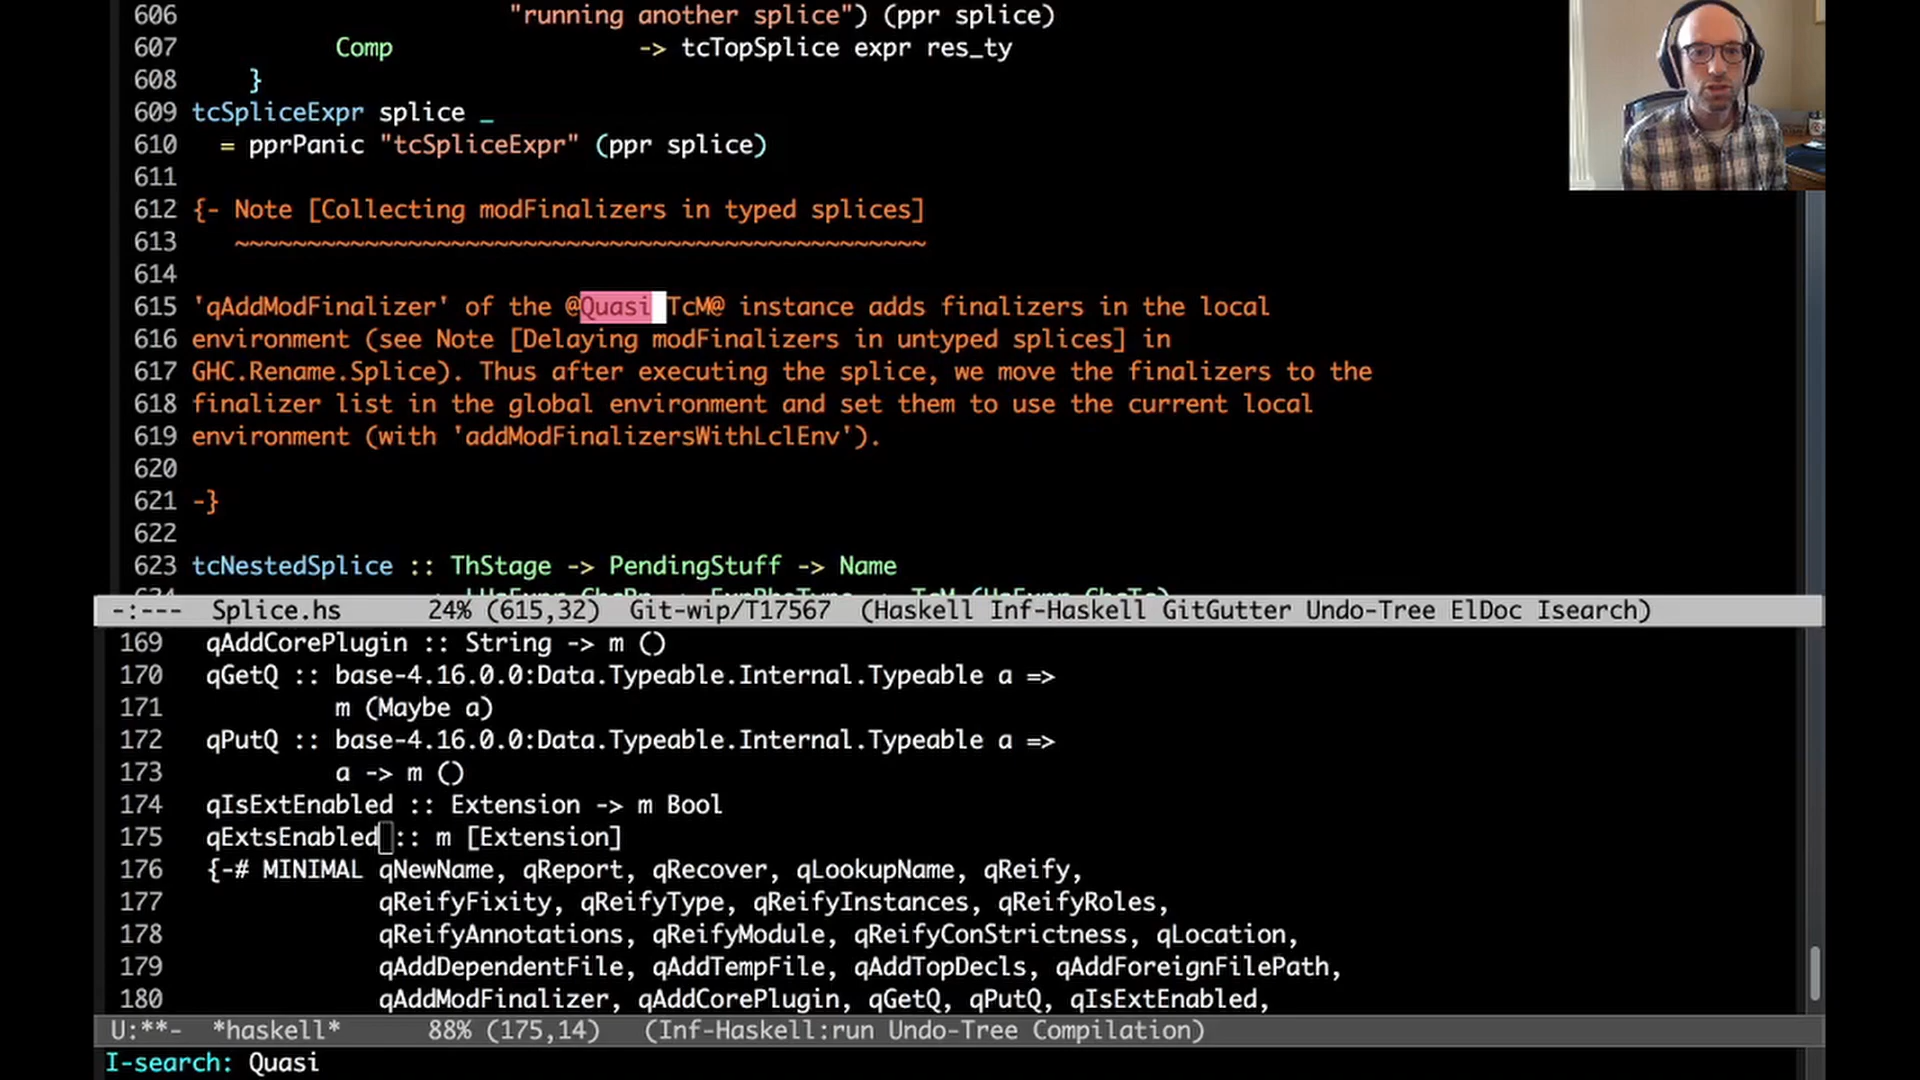 606 "running another splice") (ppr splice)
607 Comp -> tcTopSplice expr res_ty
608 }
609 tcSpliceExpr splice _
610 = pprPanic "tcSpliceExpr" (ppr splice)
611
612 {- Note [Collecting modFinalizers in typed splices]
613 ~~~~~~~~~~~~~~~~~~~~~~~~~~~~~~~~~~~~~~~~~~~~~~~~
614
615 'qAddModFinalizer' of the @Quasi TcM@ instance adds finalizers in the local
616 environment (see Note [Delaying modFinalizers in untyped splices] in
617 GHC.Rename.Splice). Thus after executing the splice, we move the finalizers to the
618 finalizer list in the global environment and set them to use the current local
619 environment (with 'addModFinalizersWithLclEnv').
620
621 -}
622
623 tcNestedSplice :: ThStage -> PendingStuff -> Name
-:--- Splice.hs 24% (615,32) Git-wip/T17567 (Haskell Inf-Haskell GitGutter Undo-Tree ElDoc Isearch)
169 qAddCorePlugin :: String -> m ()
170 qGetQ :: base-4.16.0.0:Data.Typeable.Internal.Typeable a =>
171 m (Maybe a)
172 qPutQ :: base-4.16.0.0:Data.Typeable.Internal.Typeable a =>
173 a -> m ()
174 qIsExtEnabled :: Extension -> m Bool
175 qExtsEnabled :: m [Extension]
176 {-# MINIMAL qNewName, qReport, qRecover, qLookupName, qReify,
177 qReifyFixity, qReifyType, qReifyInstances, qReifyRoles,
178 qReifyAnnotations, qReifyModule, qReifyConStrictness, qLocation,
179 qAddDependentFile, qAddTempFile, qAddTopDecls, qAddForeignFilePath,
180 qAddModFinalizer, qAddCorePlugin, qGetQ, qPutQ, qIsExtEnabled,
U:**- *haskell* 88% (175,14) (Inf-Haskell:run Undo-Tree Compilation)
I-search: Quasi